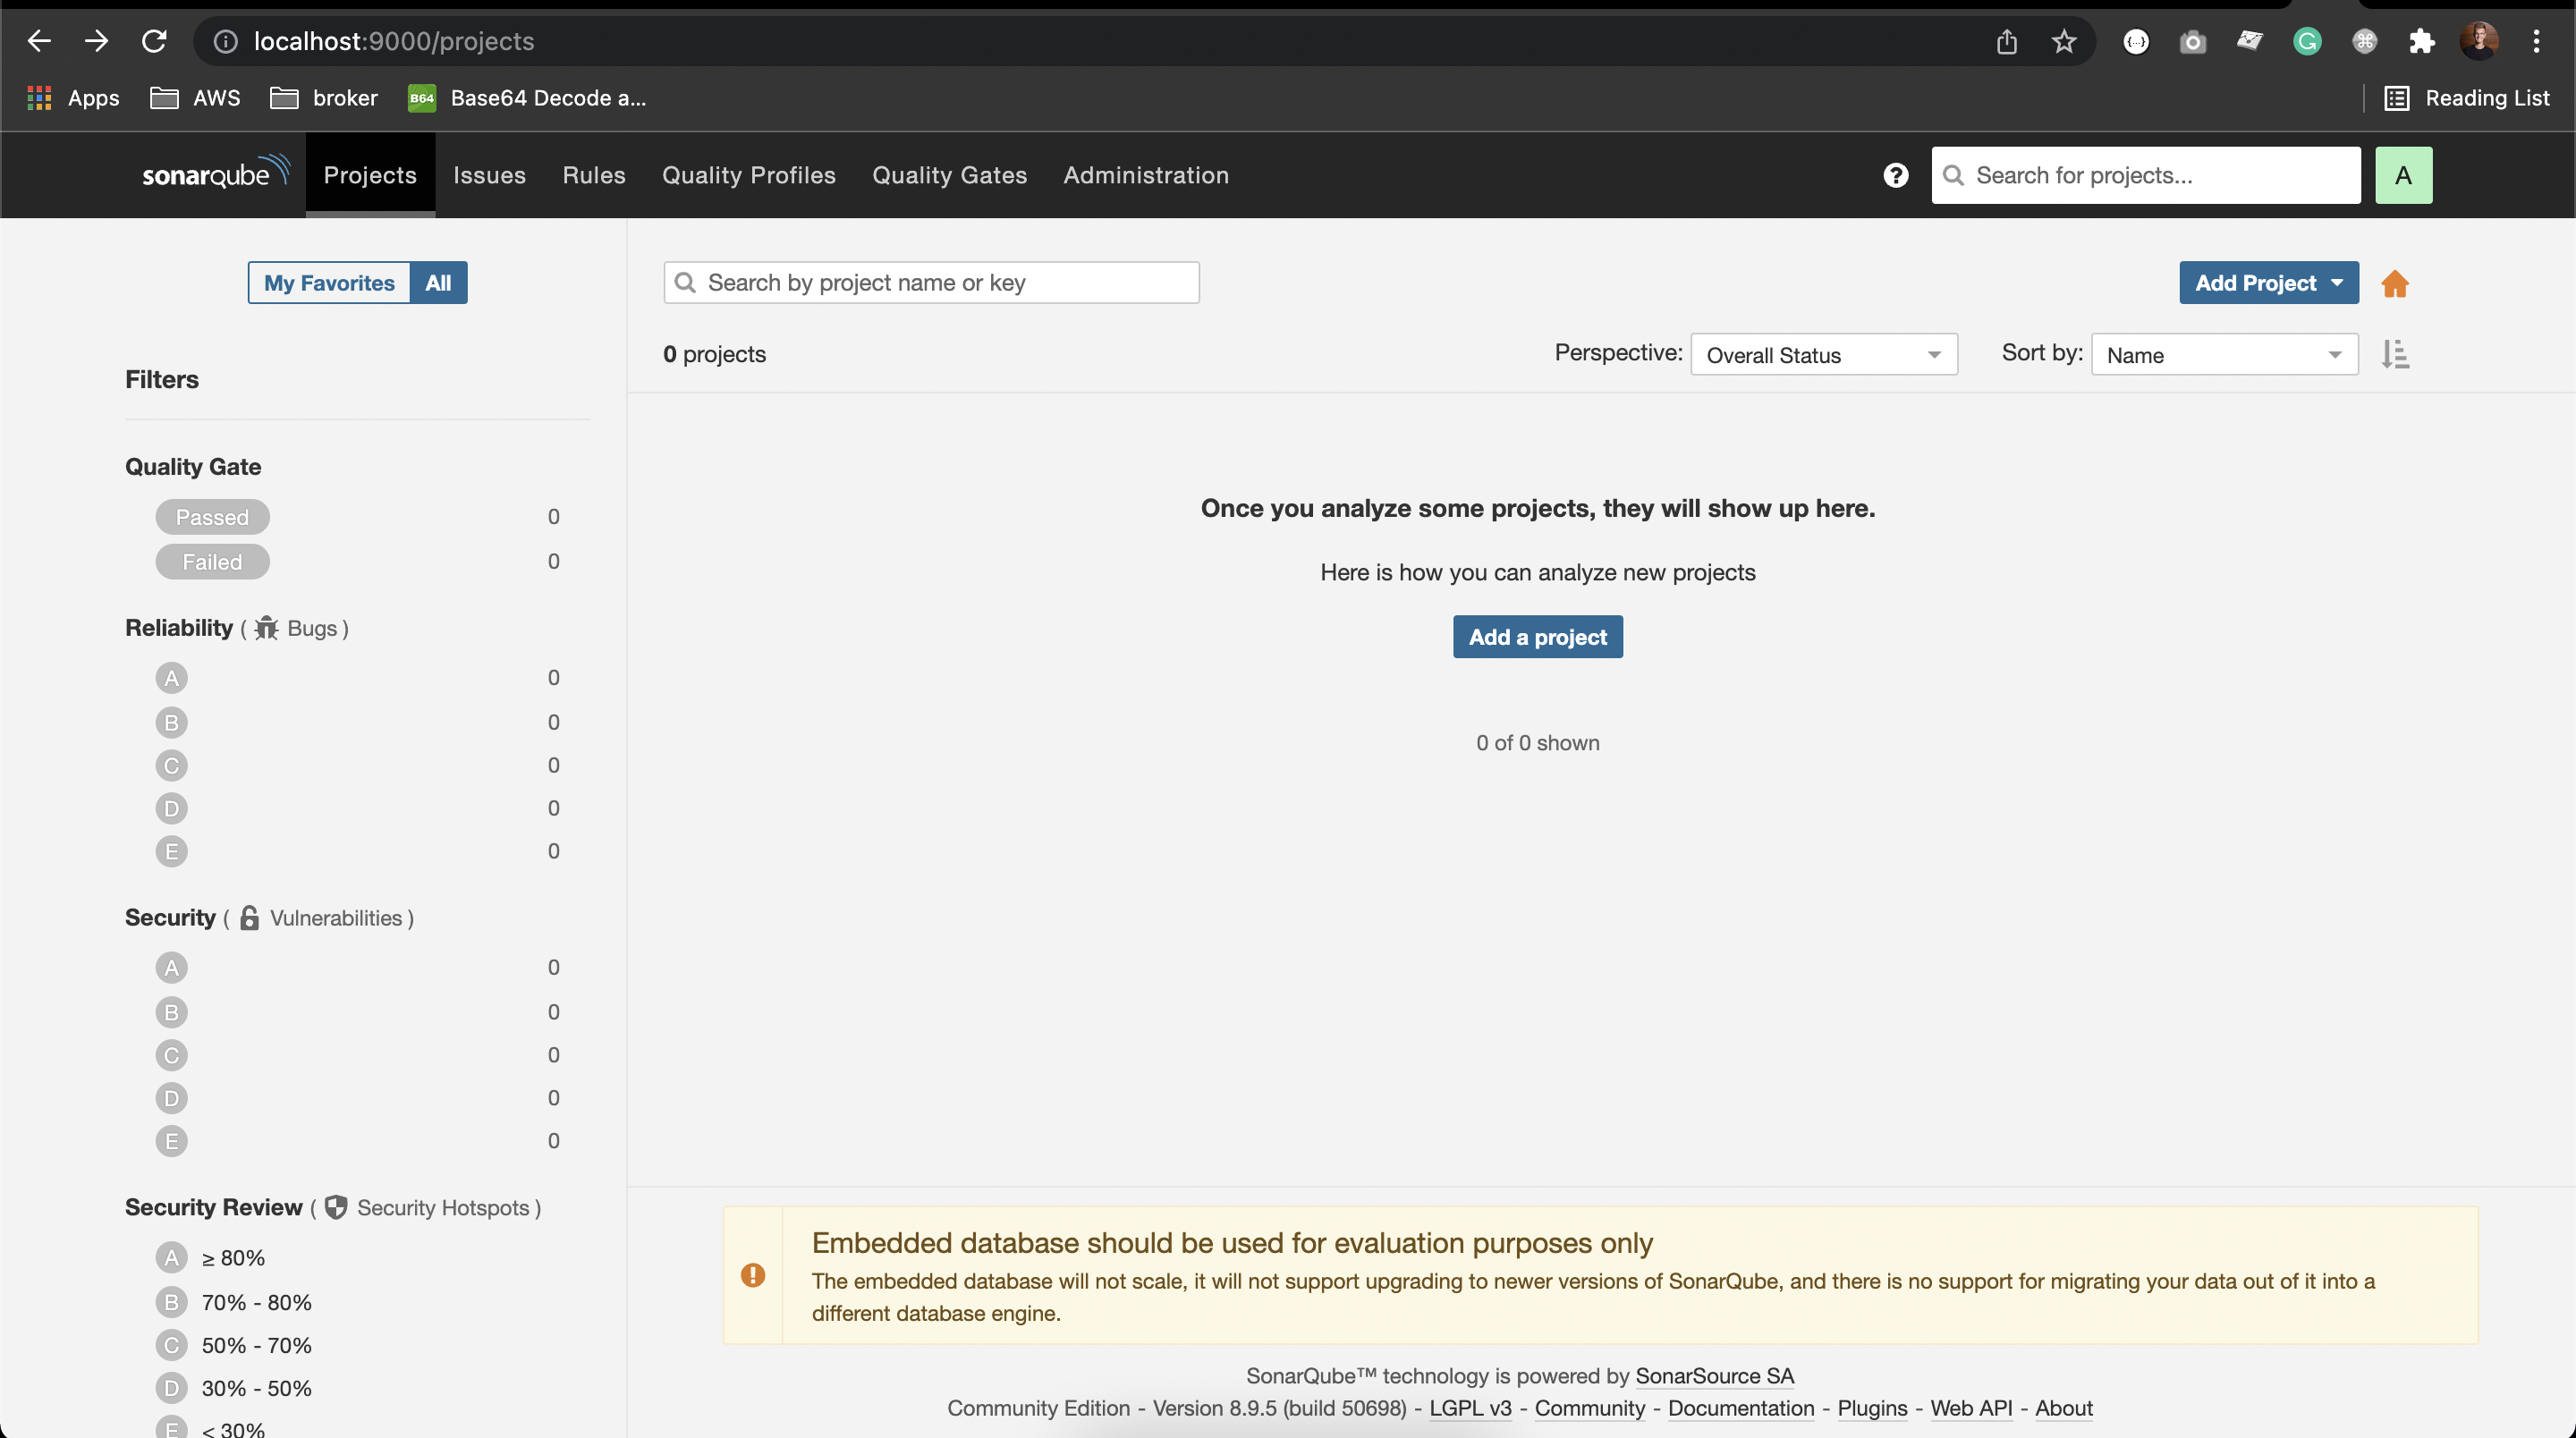 localhost:9000/projects
Apps AWS broker B64 Base64 Decode a... Reading List
sonarqube Projects Issues Rules Quality Profiles Quality Gates Administration ? Search for projects... A
My Favorites All
Search by project name or key
Add Project
0 projects
Perspective: Overall Status
Sort by: Name
Filters
Quality Gate
Passed 0
Failed 0
Reliability ( Bugs )
A 0
B 0
C 0
D 0
E 0
Security ( Vulnerabilities )
A 0
B 0
C 0
D 0
E 0
Security Review ( Security Hotspots )
A ≥ 80%
B 70% - 80%
C 50% - 70%
D 30% - 50%
E < 30%
Once you analyze some projects, they will show up here.
Here is how you can analyze new projects
Add a project
0 of 0 shown
Embedded database should be used for evaluation purposes only
The embedded database will not scale, it will not support upgrading to newer versions of SonarQube, and there is no support for migrating your data out of it into a
different database engine.
SonarQube™ technology is powered by SonarSource SA
Community Edition - Version 8.9.5 (build 50698) - LGPL v3 - Community - Documentation - Plugins - Web API - About